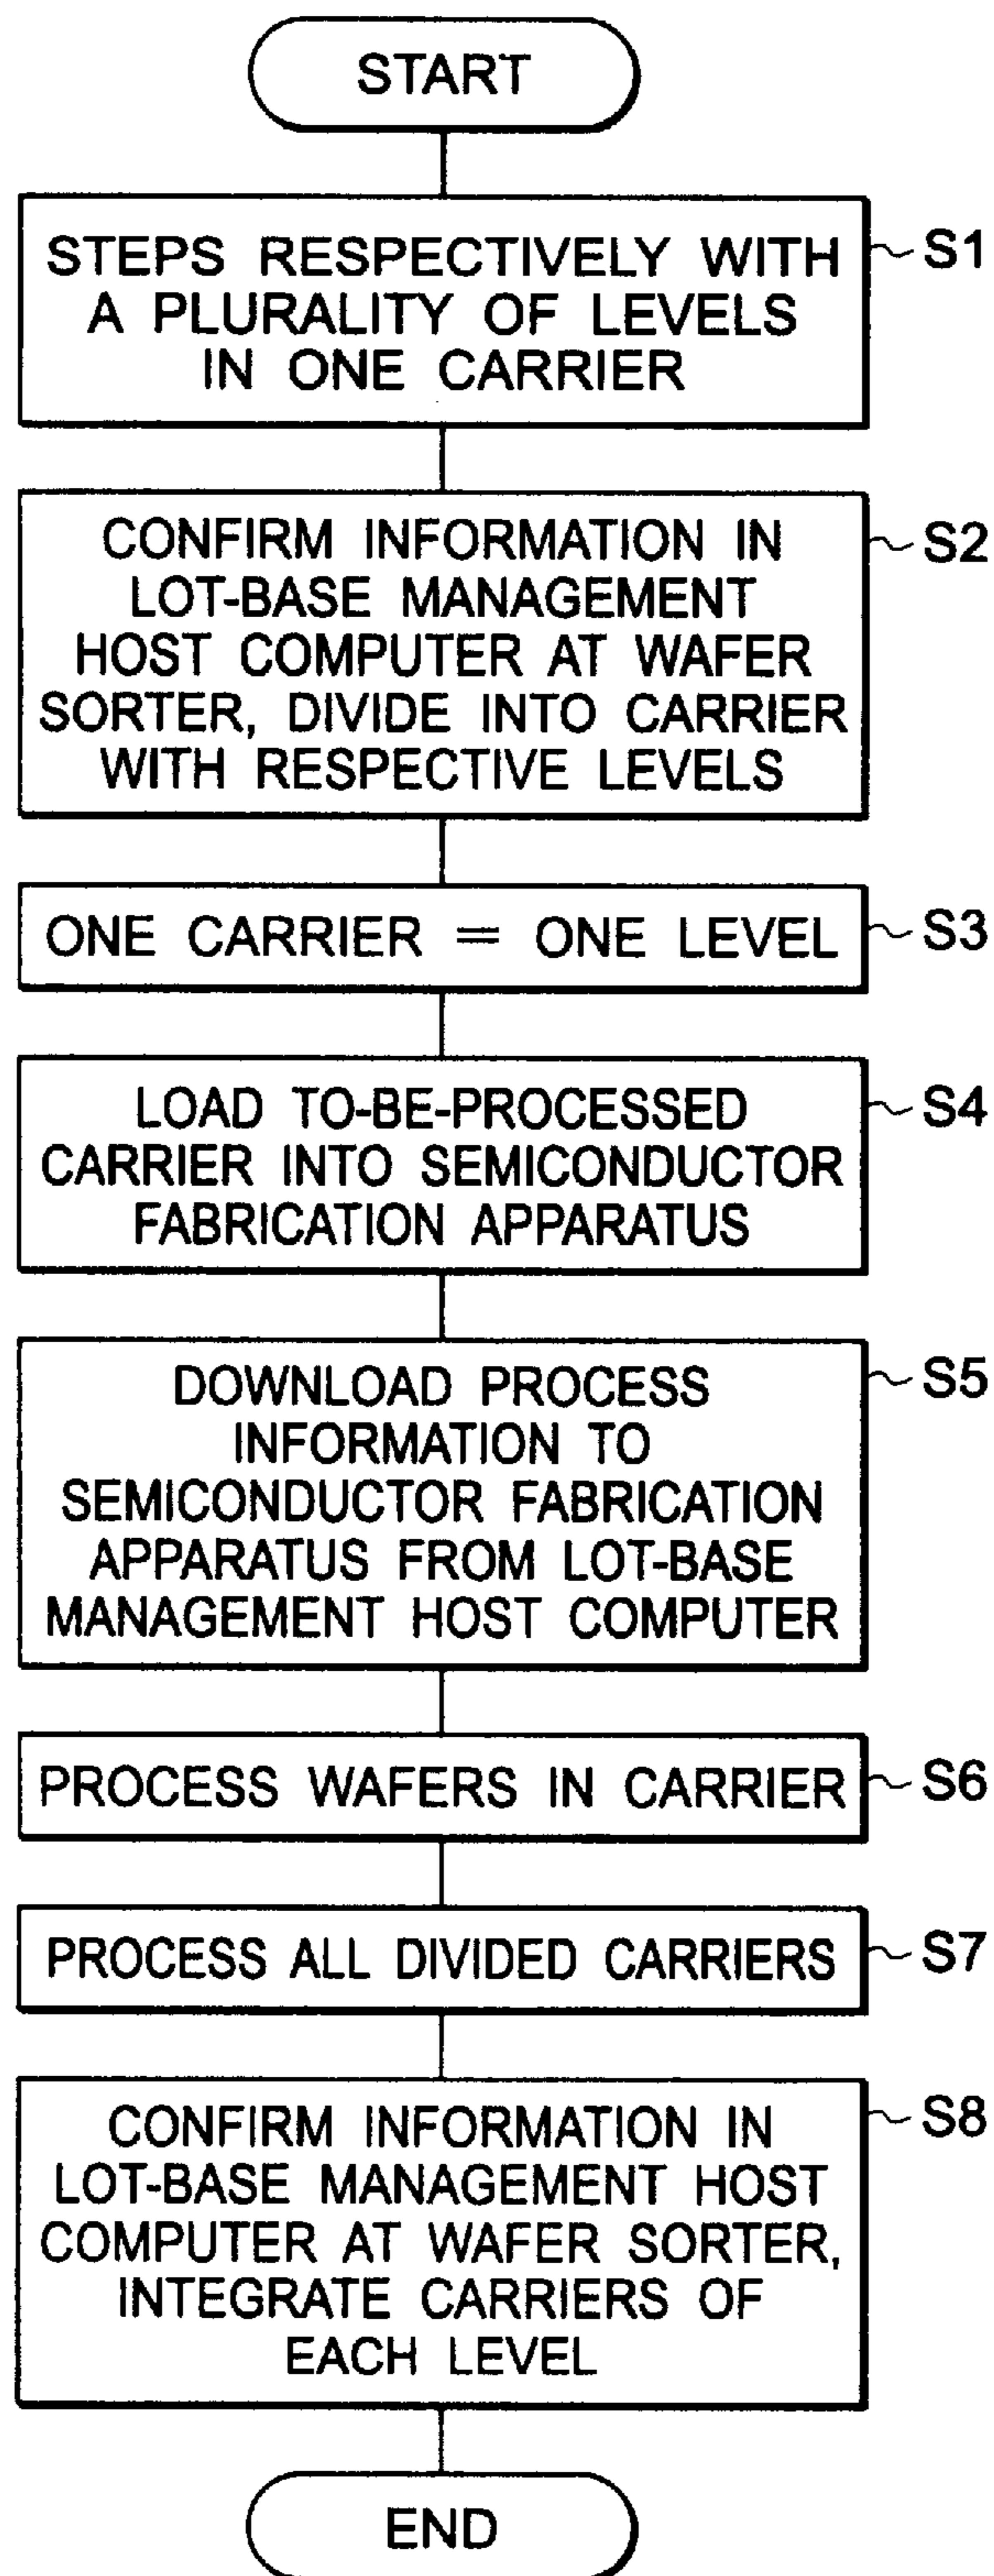 START
STEPS RESPECTIVELY WITH
A PLURALITY OF LEVELS
IN ONE CARRIER
S1
CONFIRM INFORMATION IN
LOT-BASE MANAGEMENT
HOST COMPUTER AT WAFER
SORTER, DIVIDE INTO CARRIER
WITH RESPECTIVE LEVELS
S2
ONE CARRIER = ONE LEVEL
S3
LOAD TO-BE-PROCESSED
CARRIER INTO SEMICONDUCTOR
FABRICATION APPARATUS
S4
DOWNLOAD PROCESS
INFORMATION TO
SEMICONDUCTOR FABRICATION
APPARATUS FROM LOT-BASE
MANAGEMENT HOST COMPUTER
S5
PROCESS WAFERS IN CARRIER
S6
PROCESS ALL DIVIDED CARRIERS
S7
CONFIRM INFORMATION IN
LOT-BASE MANAGEMENT HOST
COMPUTER AT WAFER SORTER,
INTEGRATE CARRIERS OF
EACH LEVEL
S8
END